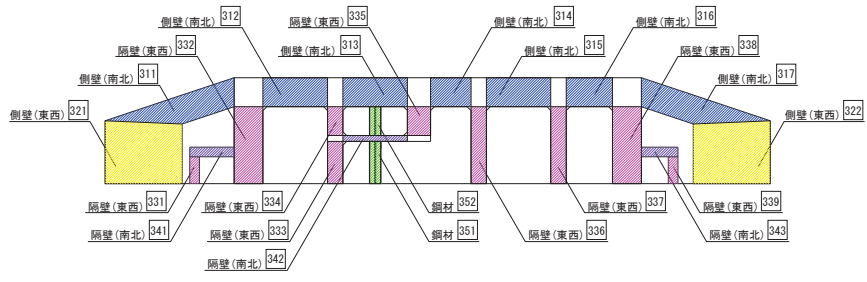 側壁(南北) 312
隔壁(東西) 335
側壁(南北) 314
側壁(南北) 316
隔壁(東西) 332
側壁(南北) 313
側壁(南北) 315
隔壁(東西) 338
側壁(南北) 311
側壁(南北) 317
側壁(東西) 321
側壁(東西) 322
隔壁(東西) 331
隔壁(東西) 334
鋼材 352
隔壁(東西) 337
隔壁(東西) 339
隔壁(南北) 341
隔壁(東西) 333
鋼材 351
隔壁(東西) 336
隔壁(南北) 343
隔壁(南北) 342